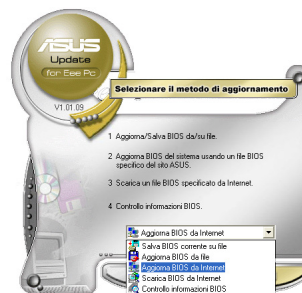 ASUS
Update
for Eee Pc
V1.01.09
Selezionare il metodo di aggiornamento
1 Aggiorna/Salva BIOS da/su file.
2 Aggiorna BIOS del sistema usando un file BIOS
specifico del sito ASUS.
3 Scarica un file BIOS specificato da Internet.
4 Controllo informazioni BIOS.
Aggiorna BIOS da Internet
Salva BIOS corrente su file
Aggiorna BIOS da file
Aggiorna BIOS da Internet
Scarica BIOS da Internet
Controllo informazioni BIOS